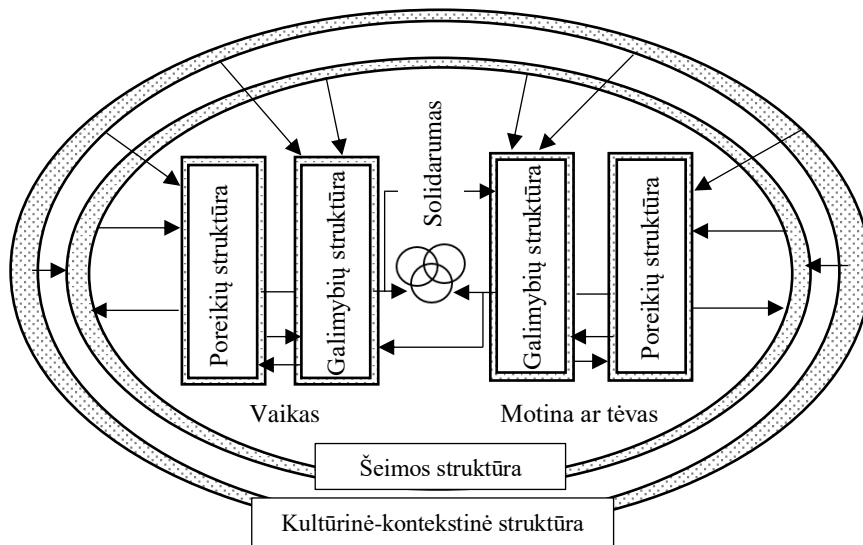 Solidarumas
Poreikių struktūra
Galimybių struktūra
Galimybių struktūra
Poreikių struktūra
Vaikas
Motina ar tėvas
Šeimos struktūra
Kultūrinė-kontekstinė struktūra